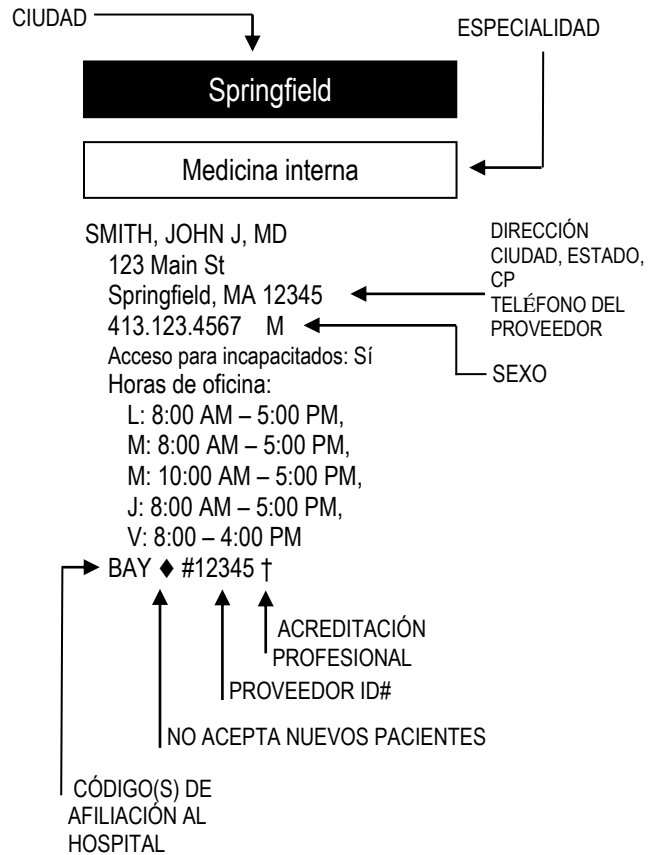 CIUDAD
ESPECIALIDAD
Springfield
Medicina interna
SMITH, JOHN J, MD
123 Main St
Springfield, MA 12345
413.123.4567 M
Acceso para incapacitados: Sí
Horas de oficina:
L: 8:00 AM – 5:00 PM,
M: 8:00 AM – 5:00 PM,
M: 10:00 AM – 5:00 PM,
J: 8:00 AM – 5:00 PM,
V: 8:00 – 4:00 PM
BAY ♦ #12345 †
DIRECCIÓN
CIUDAD, ESTADO,
CP
TELÉFONO DEL
PROVEEDOR
SEXO
ACREDITACIÓN
PROFESIONAL
PROVEEDOR ID#
NO ACEPTA NUEVOS PACIENTES
CÓDIGO(S) DE
AFILIACIÓN AL
HOSPITAL